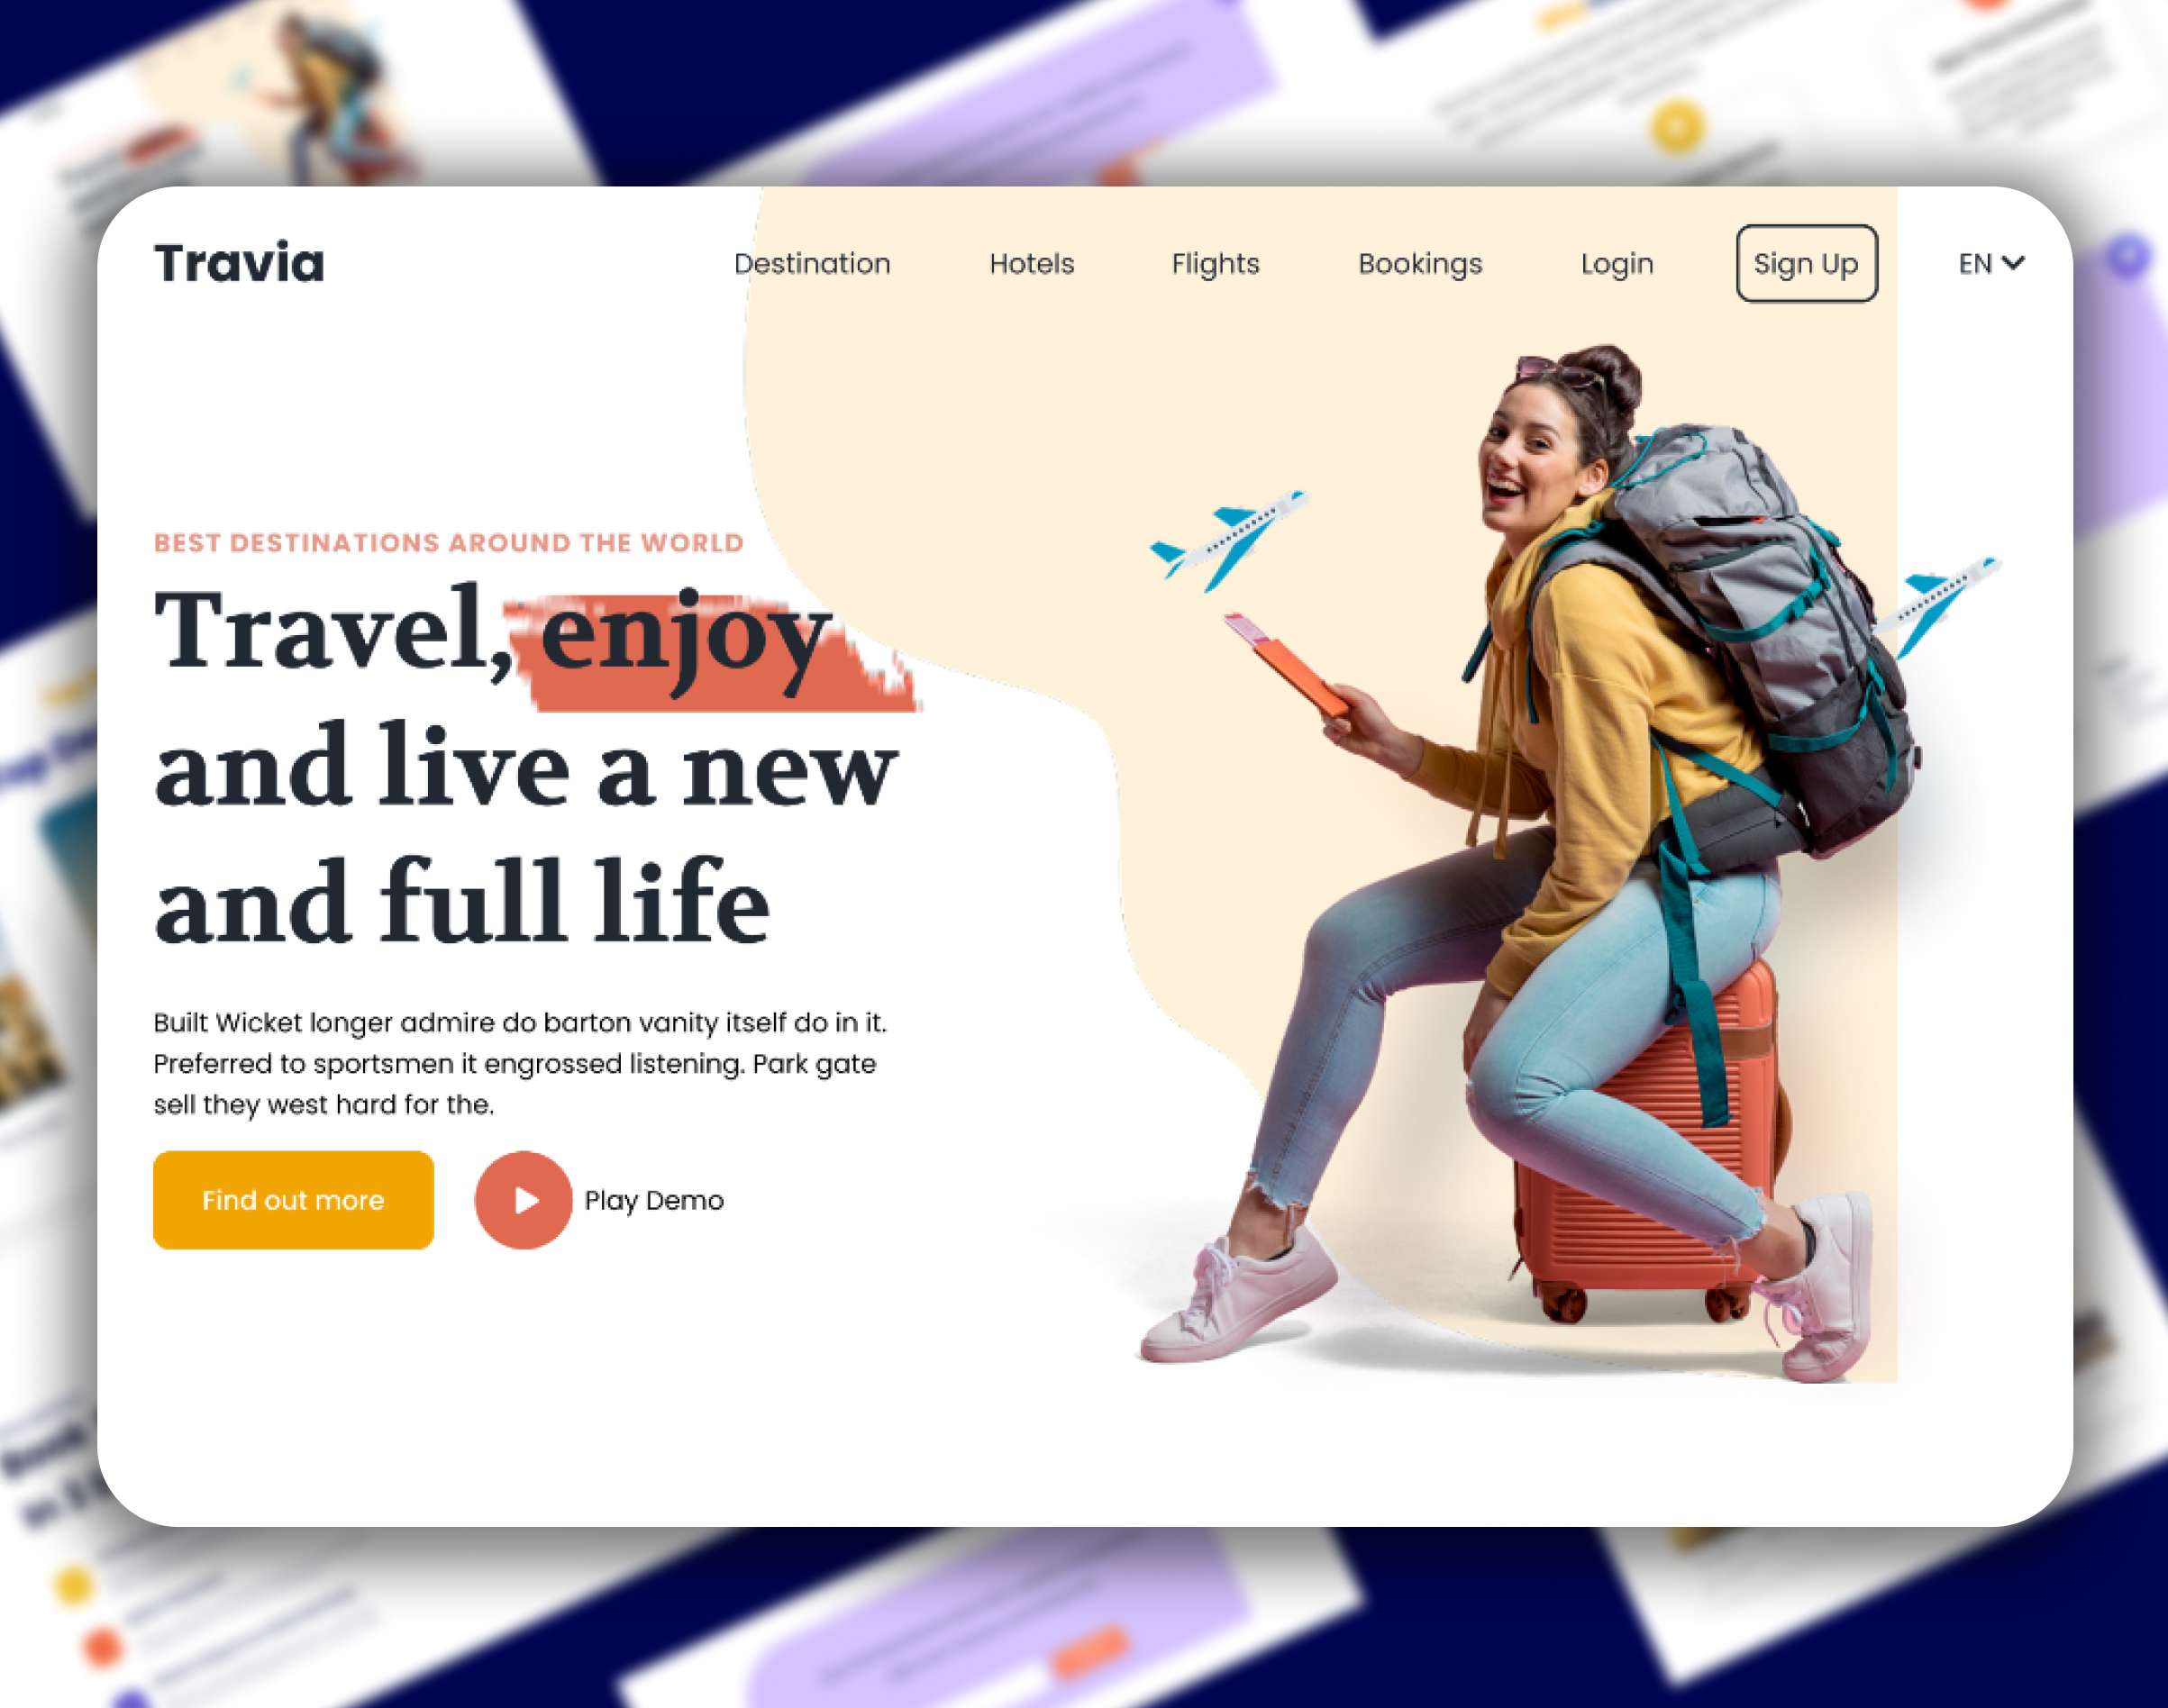 Travia
Destination
Hotels
Flights
Bookings
Login
Sign Up
EN
BEST DESTINATIONS AROUND THE WORLD
Travel, enjoy
and live a new
and full life
Built Wicket longer admire do barton vanity itself do in it.
Preferred to sportsmen it engrossed listening. Park gate
sell they west hard for the.
Find out more
Play Demo